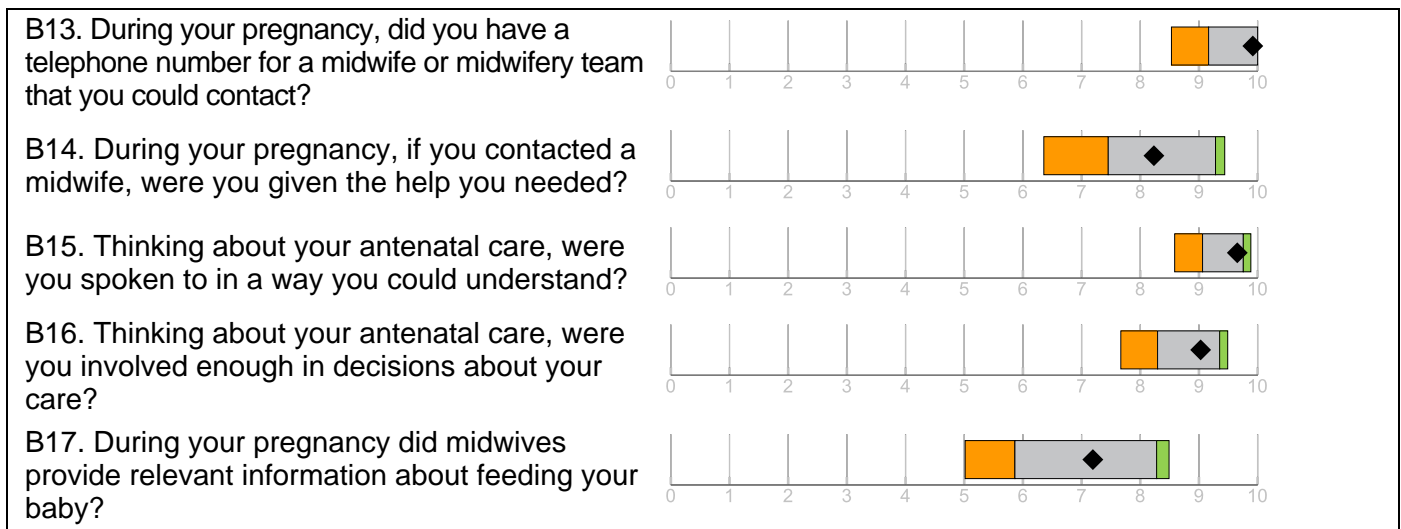 B13. During your pregnancy, did you have a
telephone number for a midwife or midwifery team
that you could contact?
0 1 2 3 4 5 6 7 8 9 10
B14. During your pregnancy, if you contacted a
midwife, were you given the help you needed?
0 1 2 3 4 5 6 7 8 9 10
B15. Thinking about your antenatal care, were
you spoken to in a way you could understand?
0 1 2 3 4 5 6 7 8 9 10
B16. Thinking about your antenatal care, were
you involved enough in decisions about your
care?
0 1 2 3 4 5 6 7 8 9 10
B17. During your pregnancy did midwives
provide relevant information about feeding your
baby?
0 1 2 3 4 5 6 7 8 9 10